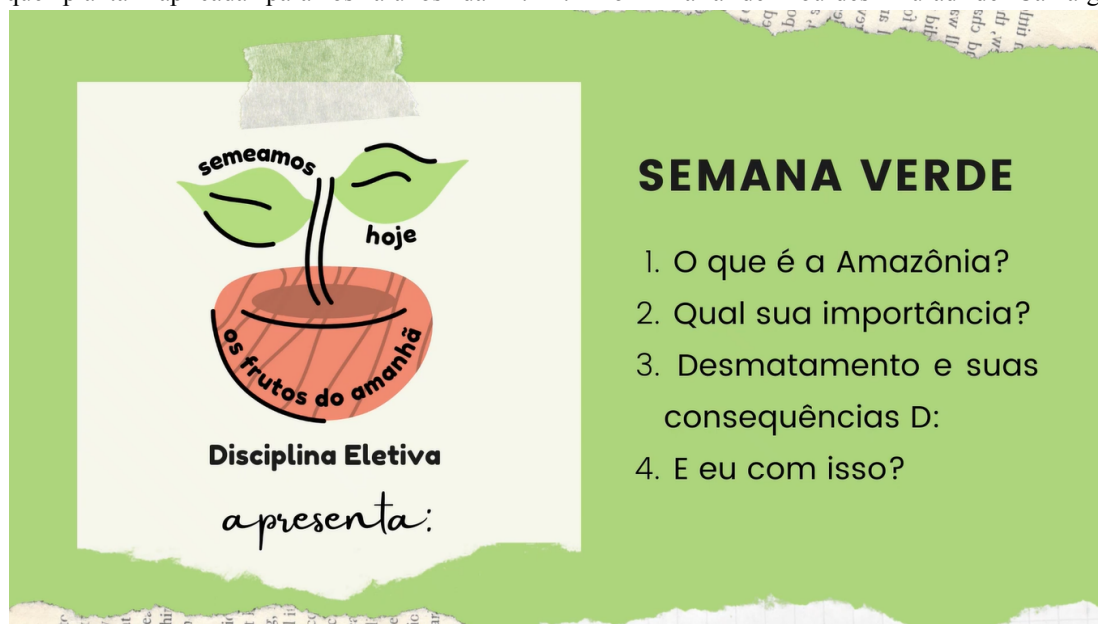 semeamos
hoje
os frutos do amanhã
Disciplina Eletiva
apresenta:
SEMANA VERDE
1. O que é a Amazônia?
2. Qual sua importância?
3. Desmatamento e suas
consequências D:
4. E eu com isso?